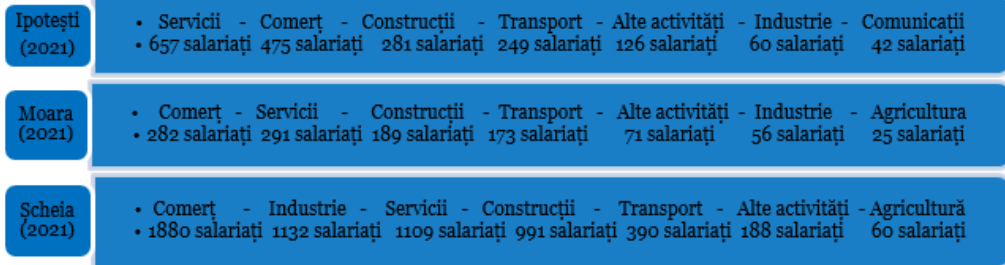 Ipotești
(2021)
• Servicii - Comerț - Construcții - Transport - Alte activități - Industrie - Comunicații
• 657 salariați 475 salariați 281 salariați 249 salariați 126 salariați 60 salariați 42 salariați
Moara
(2021)
• Comerț - Servicii - Construcții - Transport - Alte activități - Industrie - Agricultura
• 282 salariați 291 salariați 189 salariați 173 salariați 71 salariați 56 salariați 25 salariați
Șcheia
(2021)
• Comerț - Industrie - Servicii - Construcții - Transport - Alte activități - Agricultură
• 1880 salariați 1132 salariați 1109 salariați 991 salariați 390 salariați 188 salariați 60 salariați